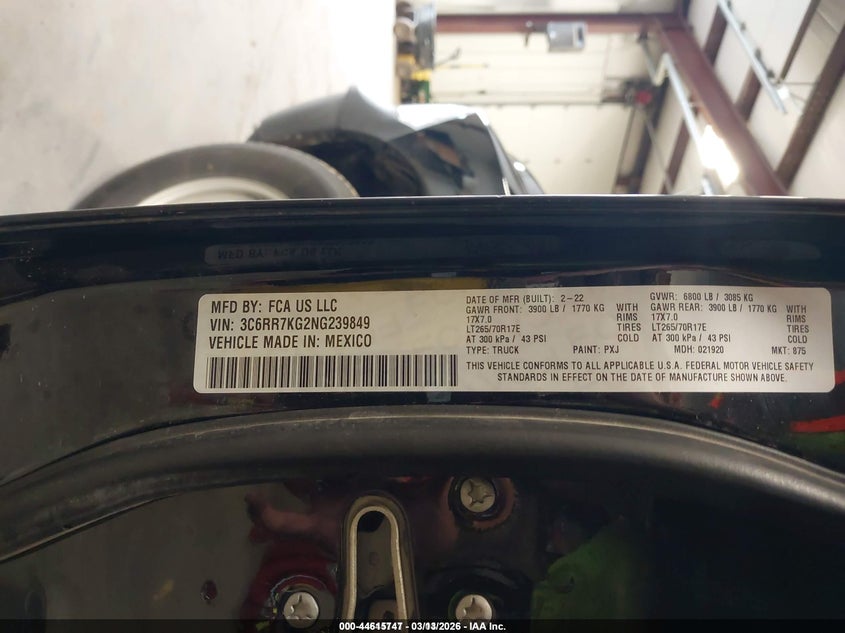 MFD BY: FCA US LLC
VIN: 3C6RR7KG2NG239849
VEHICLE MADE IN: MEXICO
DATE OF MFR (BUILT): 2-22
GVWR: 6800 LB / 3085 KG
GAWR FRONT: 3900 LB / 1770 KG WITH
GAWR REAR: 3900 LB / 1770 KG WITH
17X7.0 RIMS
17X7.0 RIMS
LT265/70R17E TIRES
LT265/70R17E TIRES
AT 300 kPa / 43 PSI COLD
AT 300 kPa / 43 PSI COLD
TYPE: TRUCK PAINT: PXJ MDH: 021920 MKT: 875
THIS VEHICLE CONFORMS TO ALL APPLICABLE U.S.A. FEDERAL MOTOR VEHICLE SAFETY
STANDARDS IN EFFECT ON THE DATE OF MANUFACTURE SHOWN ABOVE.
000-44615747 - 03/ /2026 - IAA Inc.